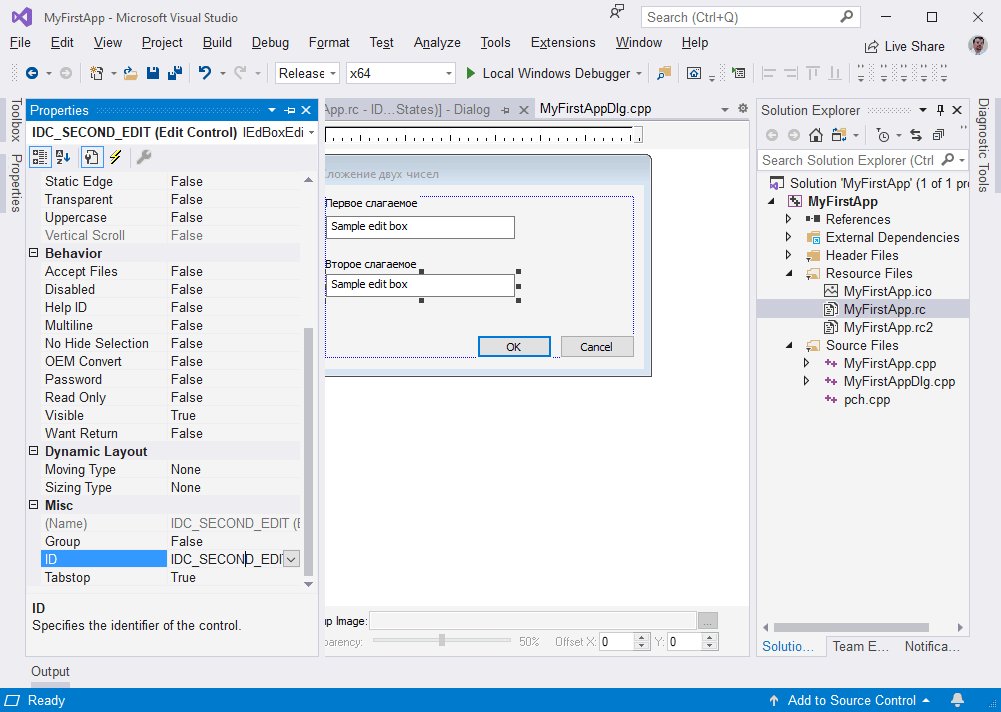 MyFirstApp - Microsoft Visual Studio
Search (Ctrl+Q)
File Edit View Project Build Debug Format Test Analyze Tools Extensions Window Help
Live Share
Release x64 Local Windows Debugger
Toolbox
Properties
Properties
IDC_SECOND_EDIT (Edit Control) IEdBoxEdi
Static Edge False
Transparent False
Uppercase False
Vertical Scroll False
Behavior
Accept Files False
Disabled False
Help ID False
Multiline False
No Hide Selection False
OEM Convert False
Password False
Read Only False
Visible True
Want Return False
Dynamic Layout
Moving Type None
Sizing Type None
Misc
(Name) IDC_SECOND_EDIT (E
Group False
ID IDC_SECOND_EDIT
Tabstop True
ID
Specifies the identifier of the control.
App.rc - ID...States)] - Dialog MyFirstAppDlg.cpp
сложение двух чисел
Первое слагаемое
Sample edit box
Второе слагаемое
Sample edit box
OK Cancel
up Image: ...
parency: 50% Offset X: 0 Y: 0
Solution Explorer
Search Solution Explorer (Ctrl
Solution 'MyFirstApp' (1 of 1 pr
MyFirstApp
References
External Dependencies
Header Files
Resource Files
MyFirstApp.ico
MyFirstApp.rc
MyFirstApp.rc2
Source Files
MyFirstApp.cpp
MyFirstAppDlg.cpp
pch.cpp
Solutio... Team E... Notifica...
Diagnostic Tools
Output
Ready
Add to Source Control